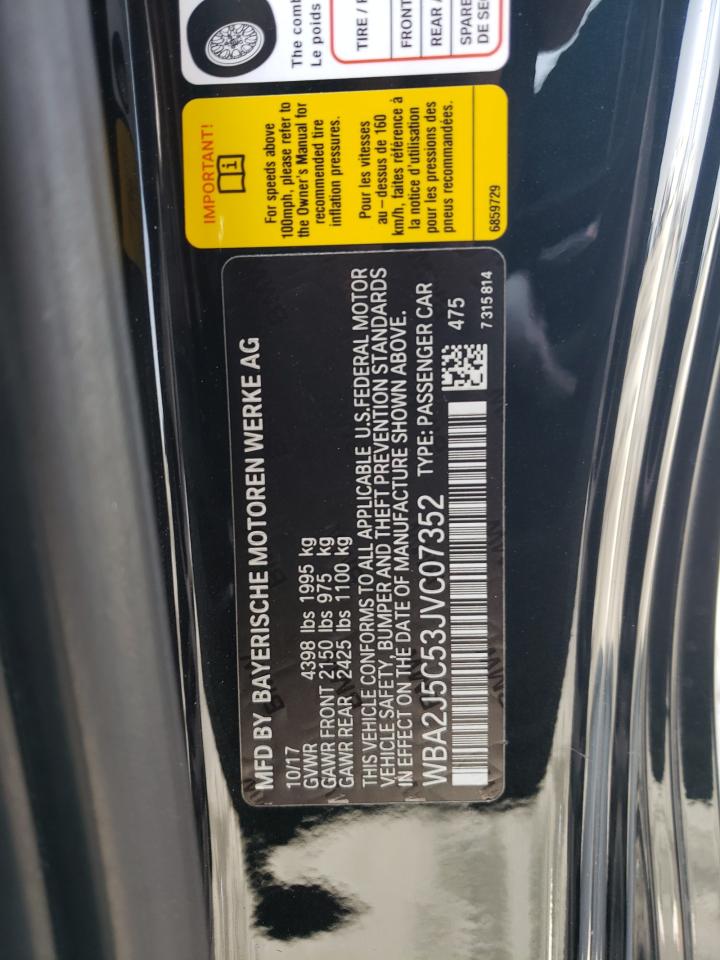 MFD BY BAYERISCHE MOTOREN WERKE AG
10/17
GVWR 4398 lbs 1995 kg
GAWR FRONT 2150 lbs 975 kg
GAWR REAR 2425 lbs 1100 kg
THIS VEHICLE CONFORMS TO ALL APPLICABLE U.S.FEDERAL MOTOR
VEHICLE SAFETY, BUMPER AND THEFT PREVENTION STANDARDS
IN EFFECT ON THE DATE OF MANUFACTURE SHOWN ABOVE.
WBA2J5C53JVC07352 TYPE: PASSENGER CAR
475
7315814
IMPORTANT!
For speeds above
100mph, please refer to
the Owner's Manual for
recommended tire
inflation pressures.
Pour les vitesses
au-dessus de 160
km/h, faites référence à
la notice d'utilisation
pour les pressions des
pneus recommandées.
6859729
The comb
Le poids
TIRE / 
FRONT
REAR
SPARE
DE SE